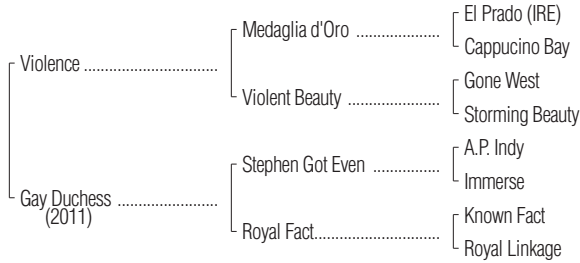 El Prado (IRE)
Medaglia d'Oro ....................
Cappucino Bay
Violence ................................
Gone West
Violent Beauty ......................
Storming Beauty
A.P. Indy
Stephen Got Even ................
Immerse
Gay Duchess ........................
(2011)
Known Fact
Royal Fact..............................
Royal Linkage